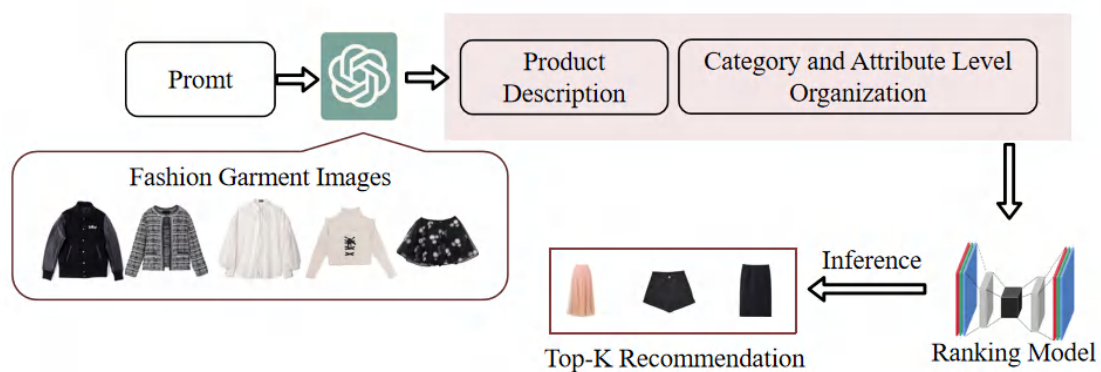 Promt
Product
Description
Category and Attribute Level
Organization
Fashion Garment Images
Inference
Top-K Recommendation
Ranking Model